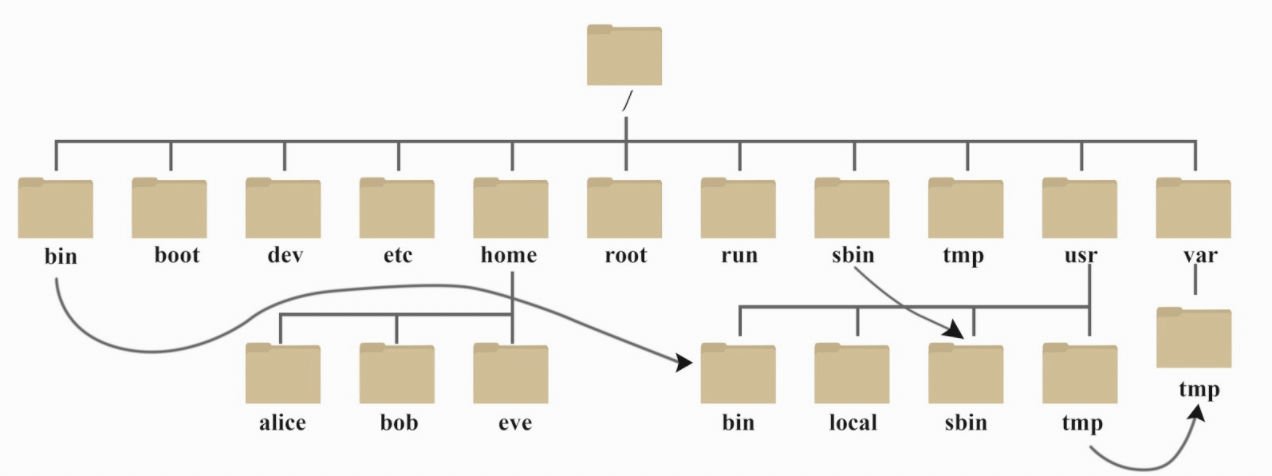 /
bin boot dev etc home root run sbin tmp usr var
tmp
alice bob eve bin local sbin tmp